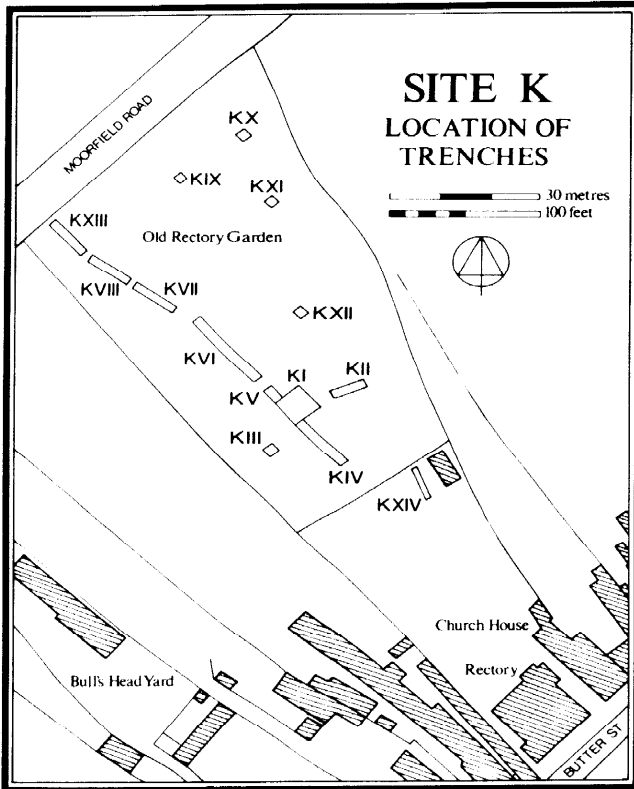 SITE K
LOCATION OF
TRENCHES
30 metres
100 feet
MOORFIELD ROAD
KX
KIX
KXI
KXIII
Old Rectory Garden
KVIII
KVII
KXII
KVI
KI
KII
KV
KIII
KIV
KXIV
Church House
Rectory
Bull's Head Yard
BUTTER ST